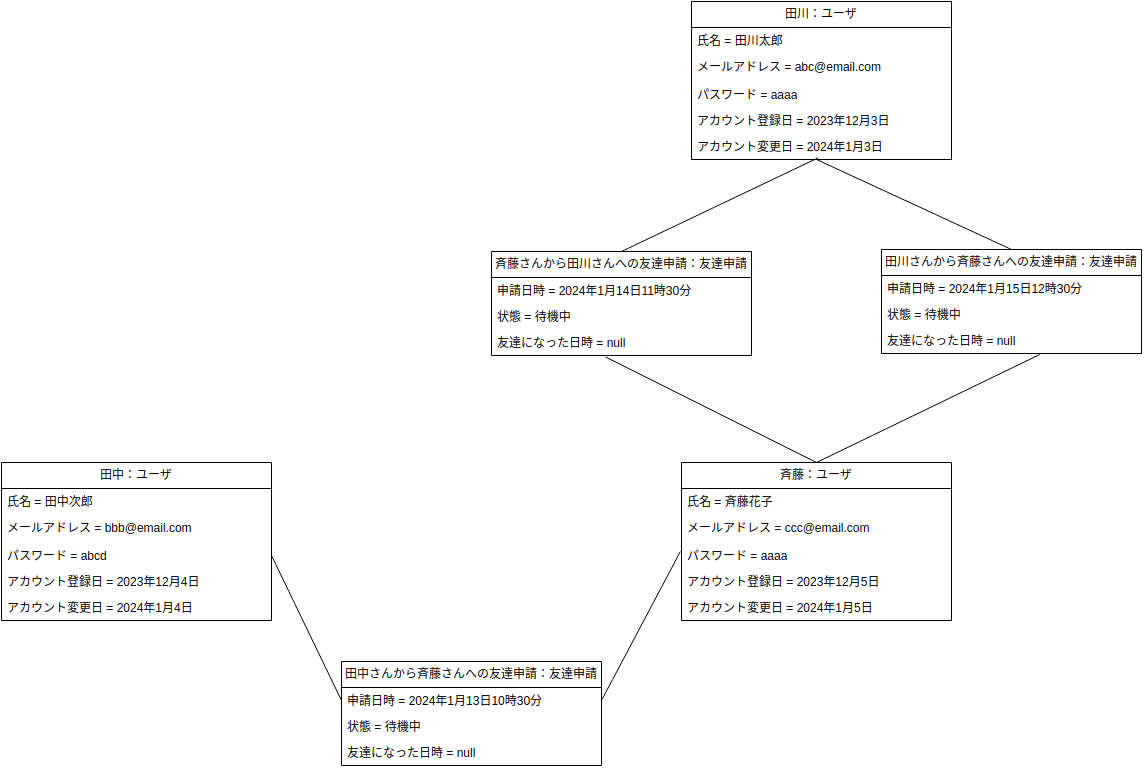 田川：ユーザ
氏名 = 田川太郎
メールアドレス = abc@email.com
パスワード = aaaa
アカウント登録日 = 2023年12月3日
アカウント変更日 = 2024年1月3日
斉藤さんから田川さんへの友達申請：友達申請
申請日時 = 2024年1月14日11時30分
状態 = 待機中
友達になった日時 = null
田川さんから斉藤さんへの友達申請：友達申請
申請日時 = 2024年1月15日12時30分
状態 = 待機中
友達になった日時 = null
田中：ユーザ
氏名 = 田中次郎
メールアドレス = bbb@email.com
パスワード = abcd
アカウント登録日 = 2023年12月4日
アカウント変更日 = 2024年1月4日
斉藤：ユーザ
氏名 = 斉藤花子
メールアドレス = ccc@email.com
パスワード = aaaa
アカウント登録日 = 2023年12月5日
アカウント変更日 = 2024年1月5日
田中さんから斉藤さんへの友達申請：友達申請
申請日時 = 2024年1月13日10時30分
状態 = 待機中
友達になった日時 = null